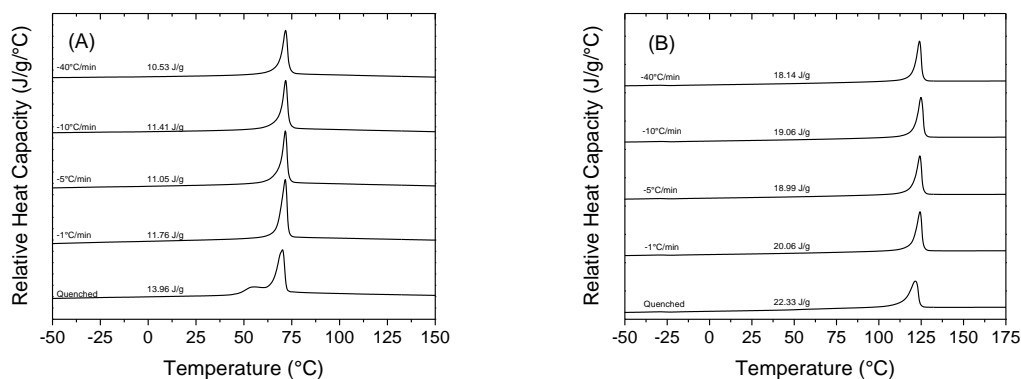 (A)
-40°C/min 10.53 J/g
-10°C/min 11.41 J/g
-5°C/min 11.05 J/g
-1°C/min 11.76 J/g
Quenched 13.96 J/g
-50 -25 0 25 50 75 100 125 150
Temperature (°C)
Relative Heat Capacity (J/g/°C)
(B)
-40°C/min 18.14 J/g
-10°C/min 19.06 J/g
-5°C/min 18.99 J/g
-1°C/min 20.06 J/g
Quenched 22.33 J/g
-50 -25 0 25 50 75 100 125 150 175
Temperature (°C)
Relative Heat Capacity (J/g/°C)